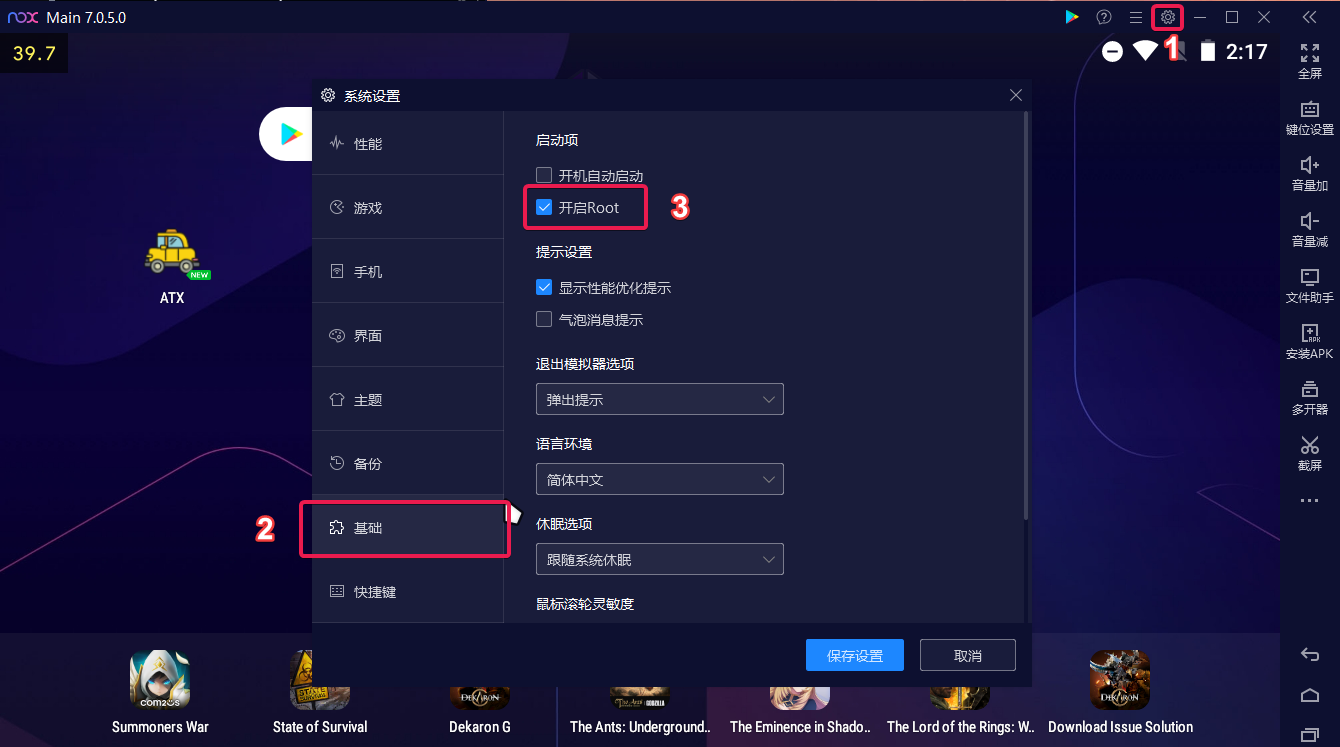 nox Main 7.0.5.0
1
39.7
2:17
全屏
键位设置
音量加
音量减
文件助手
安装APK
多开器
截屏
系统设置
性能
游戏
手机
界面
主题
备份
2
基础
快捷键
启动项
开机自动启动
开启Root
3
提示设置
显示性能优化提示
气泡消息提示
退出模拟器选项
弹出提示
语言环境
简体中文
休眠选项
跟随系统休眠
鼠标滚轮灵敏度
保存设置
取消
NEW
ATX
com2us
STATE
DEKARON
The Ants
GODZILLA
DEKARON
Summoners War
State of Survival
Dekaron G
The Ants: Underground..
The Eminence in Shado..
The Lord of the Rings: W..
Download Issue Solution